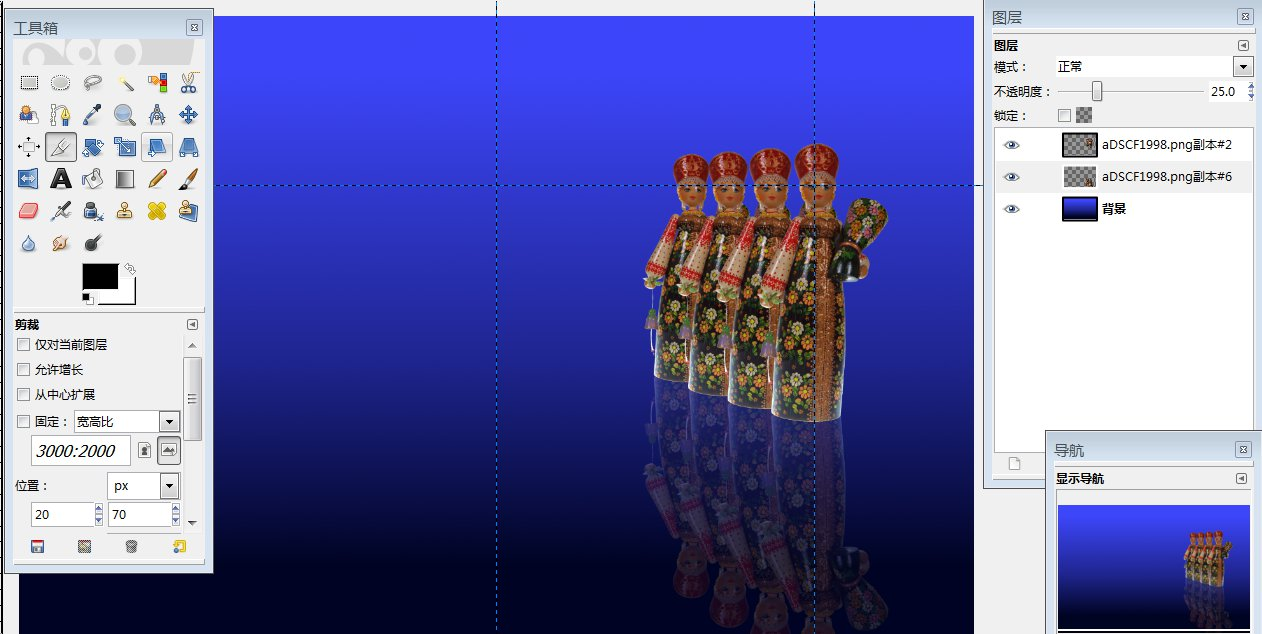 工具箱
剪裁
仅对当前图层
允许增长
从中心扩展
固定： 宽高比
3000:2000
位置： px
20 70
图层
图层
模式： 正常
不透明度： 25.0
锁定：
aDSCF1998.png副本#2
aDSCF1998.png副本#6
背景
导航
显示导航